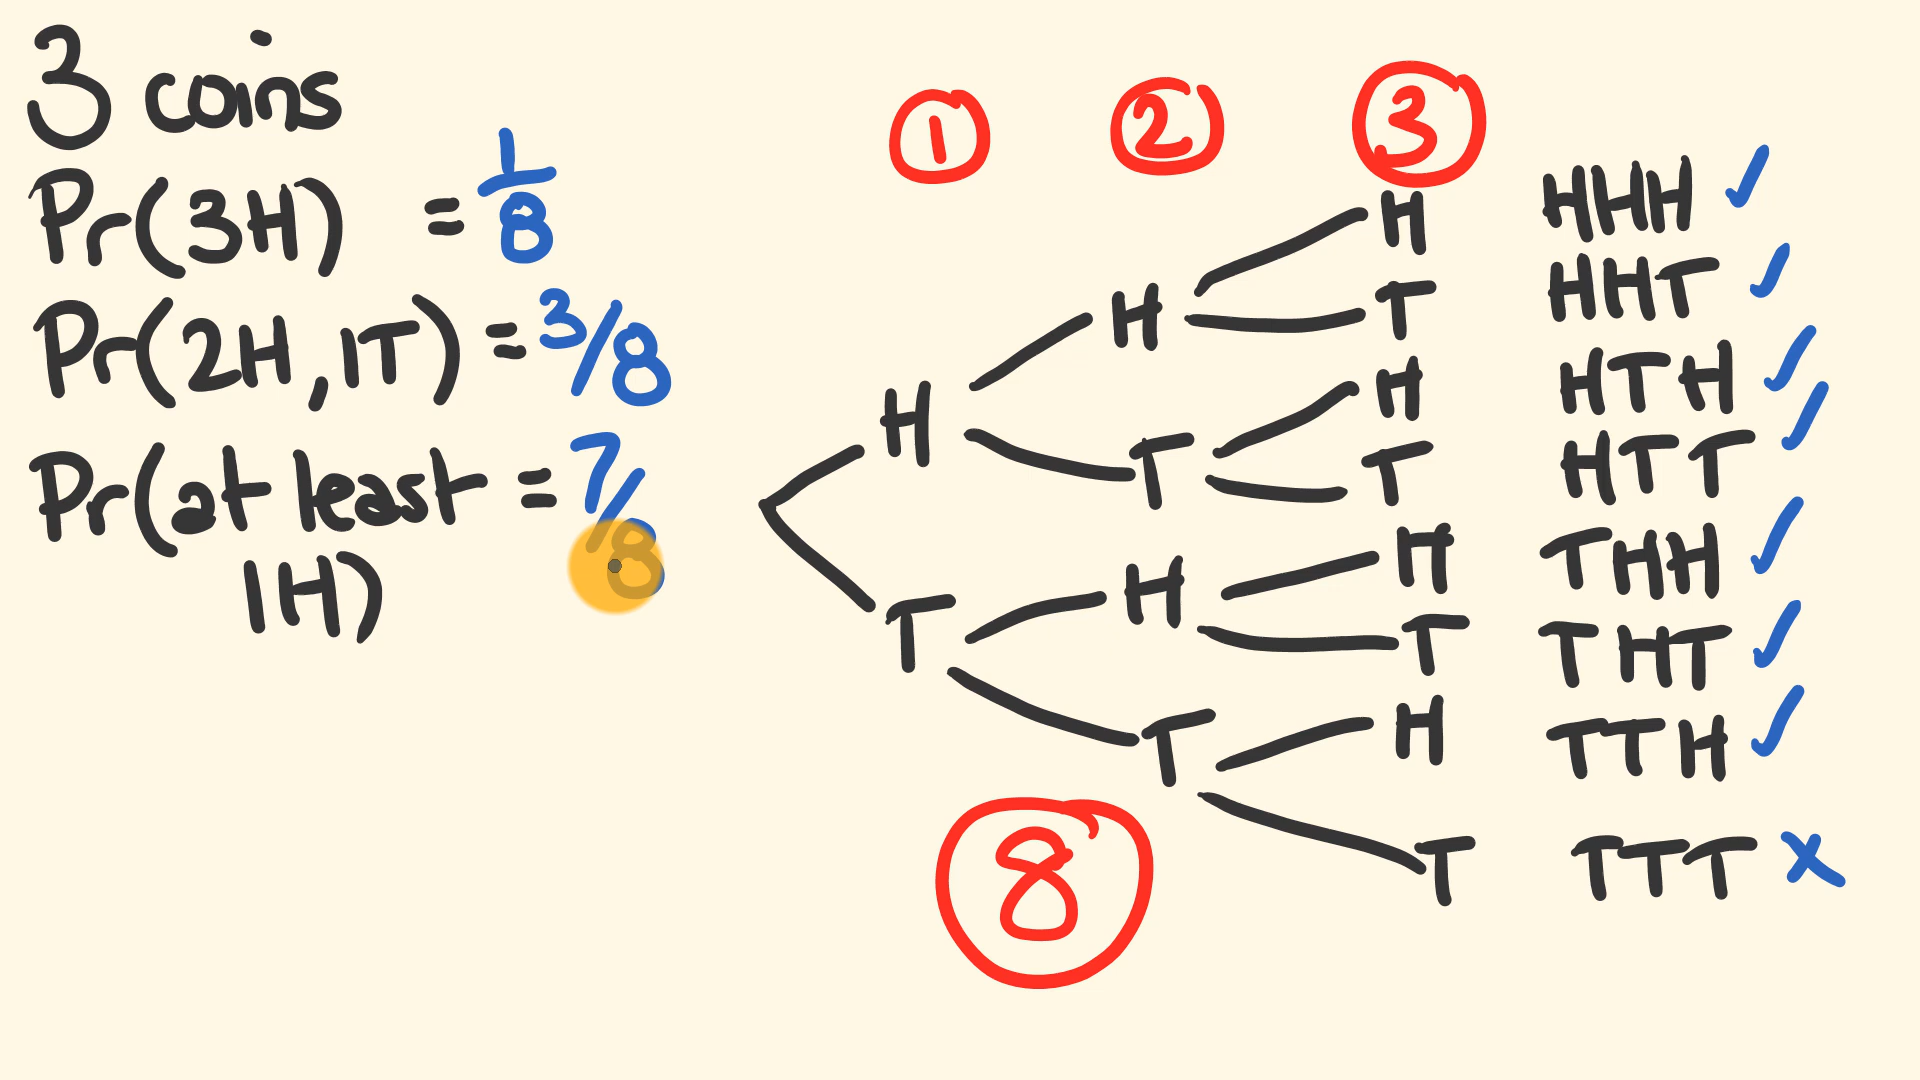 3 coins
Pr(3H) = 1/8
Pr(2H, 1T) = 3/8
Pr(at least = 7/8
1H)
1 2 3
H
T
H
T
H
T
H
T
H
T
H
T
H
T
HHH ✓
HHT ✓
HTH ✓
HTT ✓
THH ✓
THT ✓
TTH ✓
TTT x
8